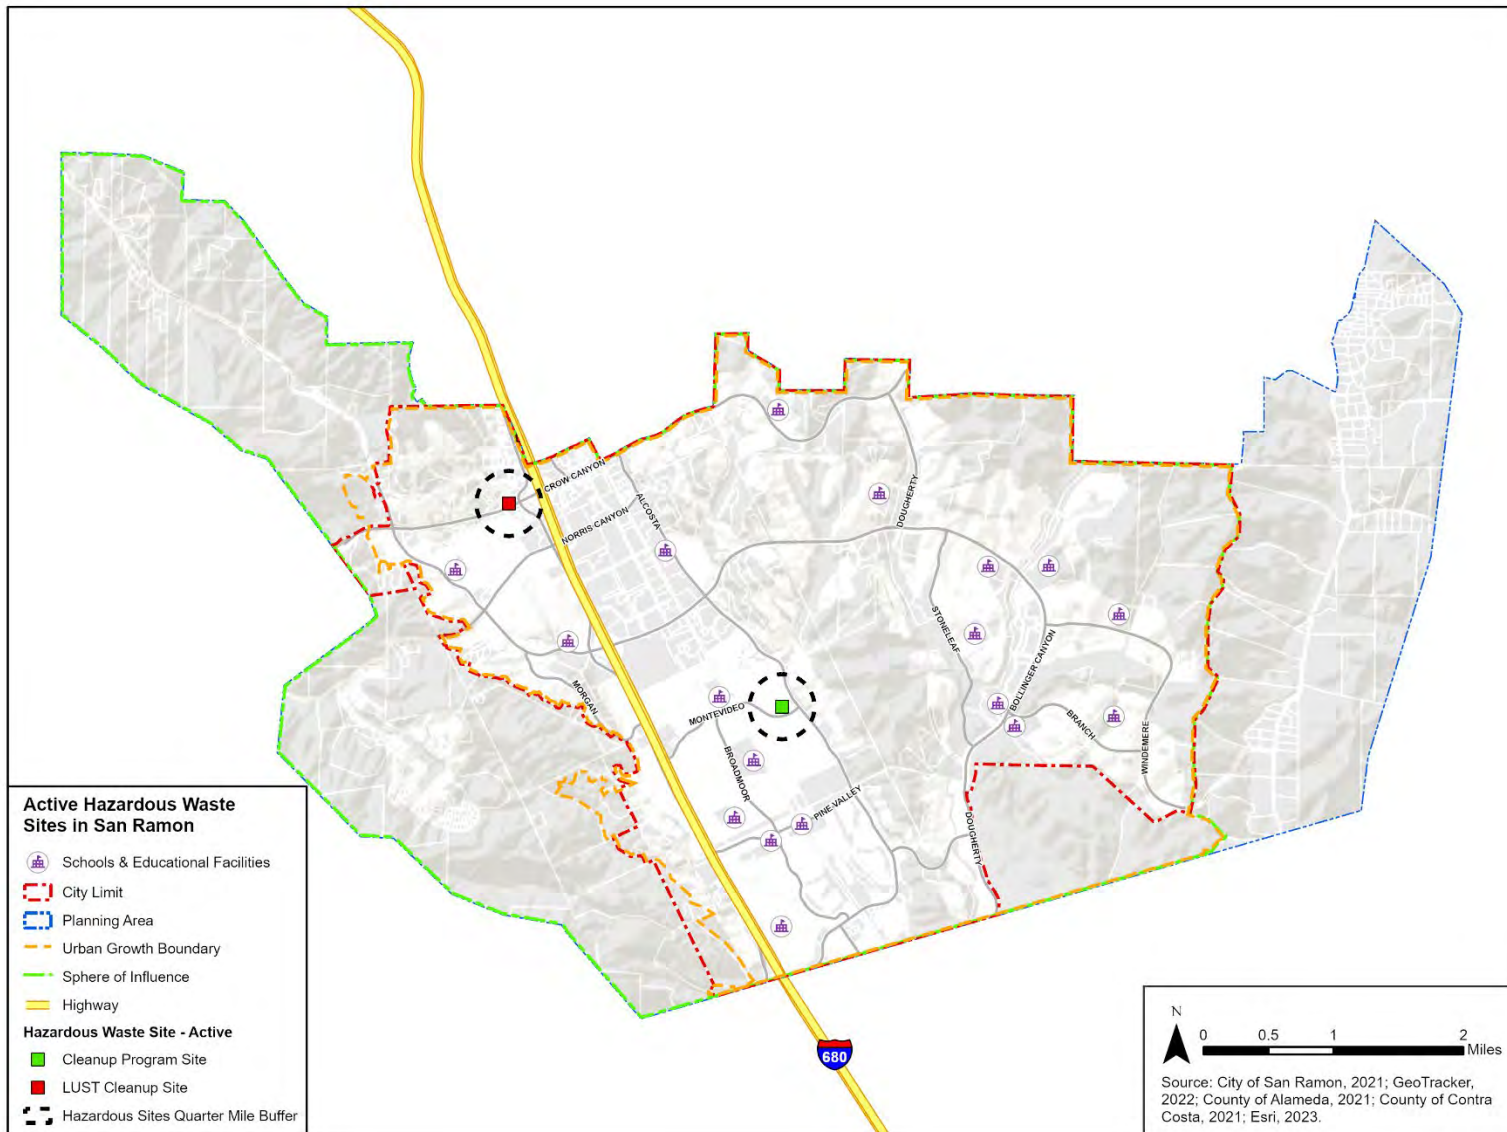 CROW CANYON
NORRIS CANYON
ALCOSTA
DOUGHERTY
STONELEAF
BOLLINGER CANYON
MORGAN
MONTEVIDEO
BROADMOOR
BRANCH
WINDEMERE
PINE VALLEY
DOUGHERTY
680
Active Hazardous Waste
Sites in San Ramon
Schools & Educational Facilities
City Limit
Planning Area
Urban Growth Boundary
Sphere of Influence
Highway
Hazardous Waste Site - Active
Cleanup Program Site
LUST Cleanup Site
Hazardous Sites Quarter Mile Buffer
N
0 0.5 1 2
Miles
Source: City of San Ramon, 2021; GeoTracker,
2022; County of Alameda, 2021; County of Contra
Costa, 2021; Esri, 2023.